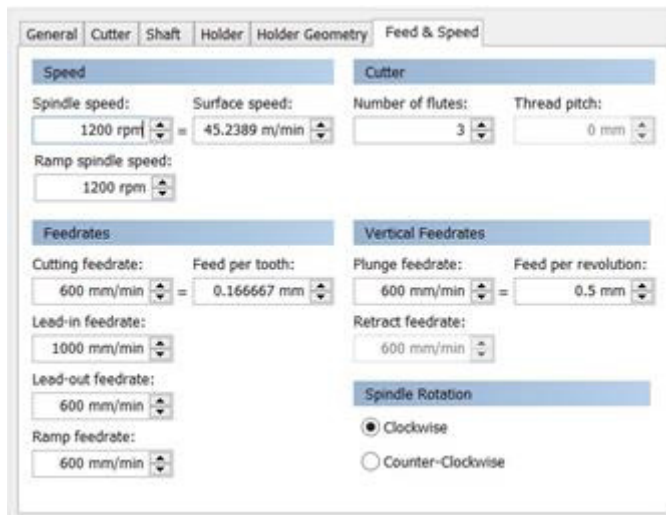 General Cutter Shaft Holder Holder Geometry Feed & Speed
Speed
Spindle speed: Surface speed:
1200 rpm = 45.2389 m/min
Ramp spindle speed:
1200 rpm
Cutter
Number of flutes: Thread pitch:
3 0 mm
Feedrates
Cutting feedrate: Feed per tooth:
600 mm/min = 0.166667 mm
Lead-in feedrate:
1000 mm/min
Lead-out feedrate:
600 mm/min
Ramp feedrate:
600 mm/min
Vertical Feedrates
Plunge feedrate: Feed per revolution:
600 mm/min = 0.5 mm
Retract feedrate:
600 mm/min
Spindle Rotation
Clockwise
Counter-Clockwise